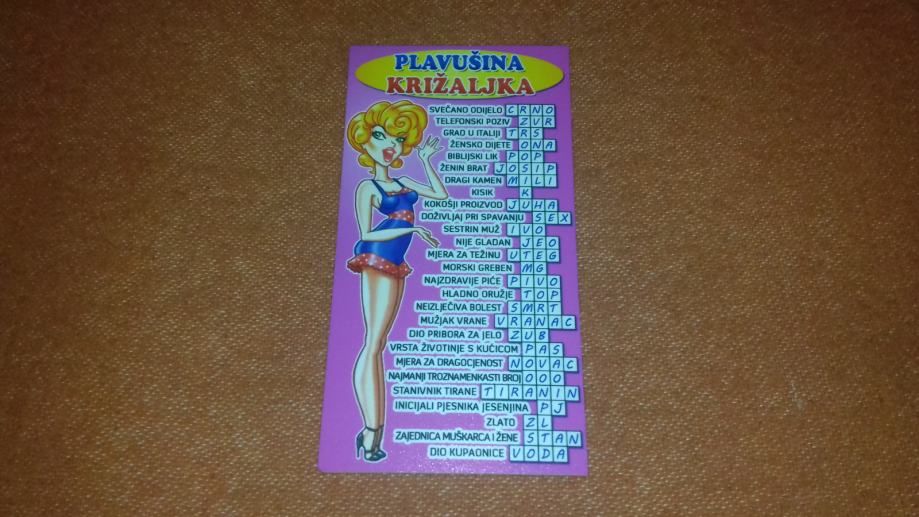 PLAVUŠINA
KRIŽALJKA
SVEČANO ODIJELO CRNO
TELEFONSKI POZIV ZVR
GRAD U ITALIJI TRS
ŽENSKO DIJETE ONA
BIBLIJSKI LIK POP
ŽENIN BRAT JOSIP
DRAGI KAMEN MILI
KISIK K
KOKOŠJI PROIZVOD JUHA
DOŽIVLJAJ PRI SPAVANJU SEX
SESTRIN MUŽ IVO
NIJE GLADAN JEO
MJERA ZA TEŽINU UTEG
MORSKI GREBEN MG
NAJZDRAVIJE PIĆE PIVO
HLADNO ORUŽJE TOP
NEIZLJEČIVA BOLEST SMRT
MUŽJAK VRANE VRANAC
DIO PRIBORA ZA JELO ZUB
VRSTA ŽIVOTINJE S KUĆICOM PAS
MJERA ZA DRAGOCJENOST NOVAC
NAJMANJI TROZNAMENKASTI BROJ 000
STANIVNIK TIRANE TIRANIN
INICIJALI PJESNIKA JESENJINA PJ
ZLATO ZL
ZAJEDNICA MUŠKARCA I ŽENE STAN
DIO KUPAONICE VODA